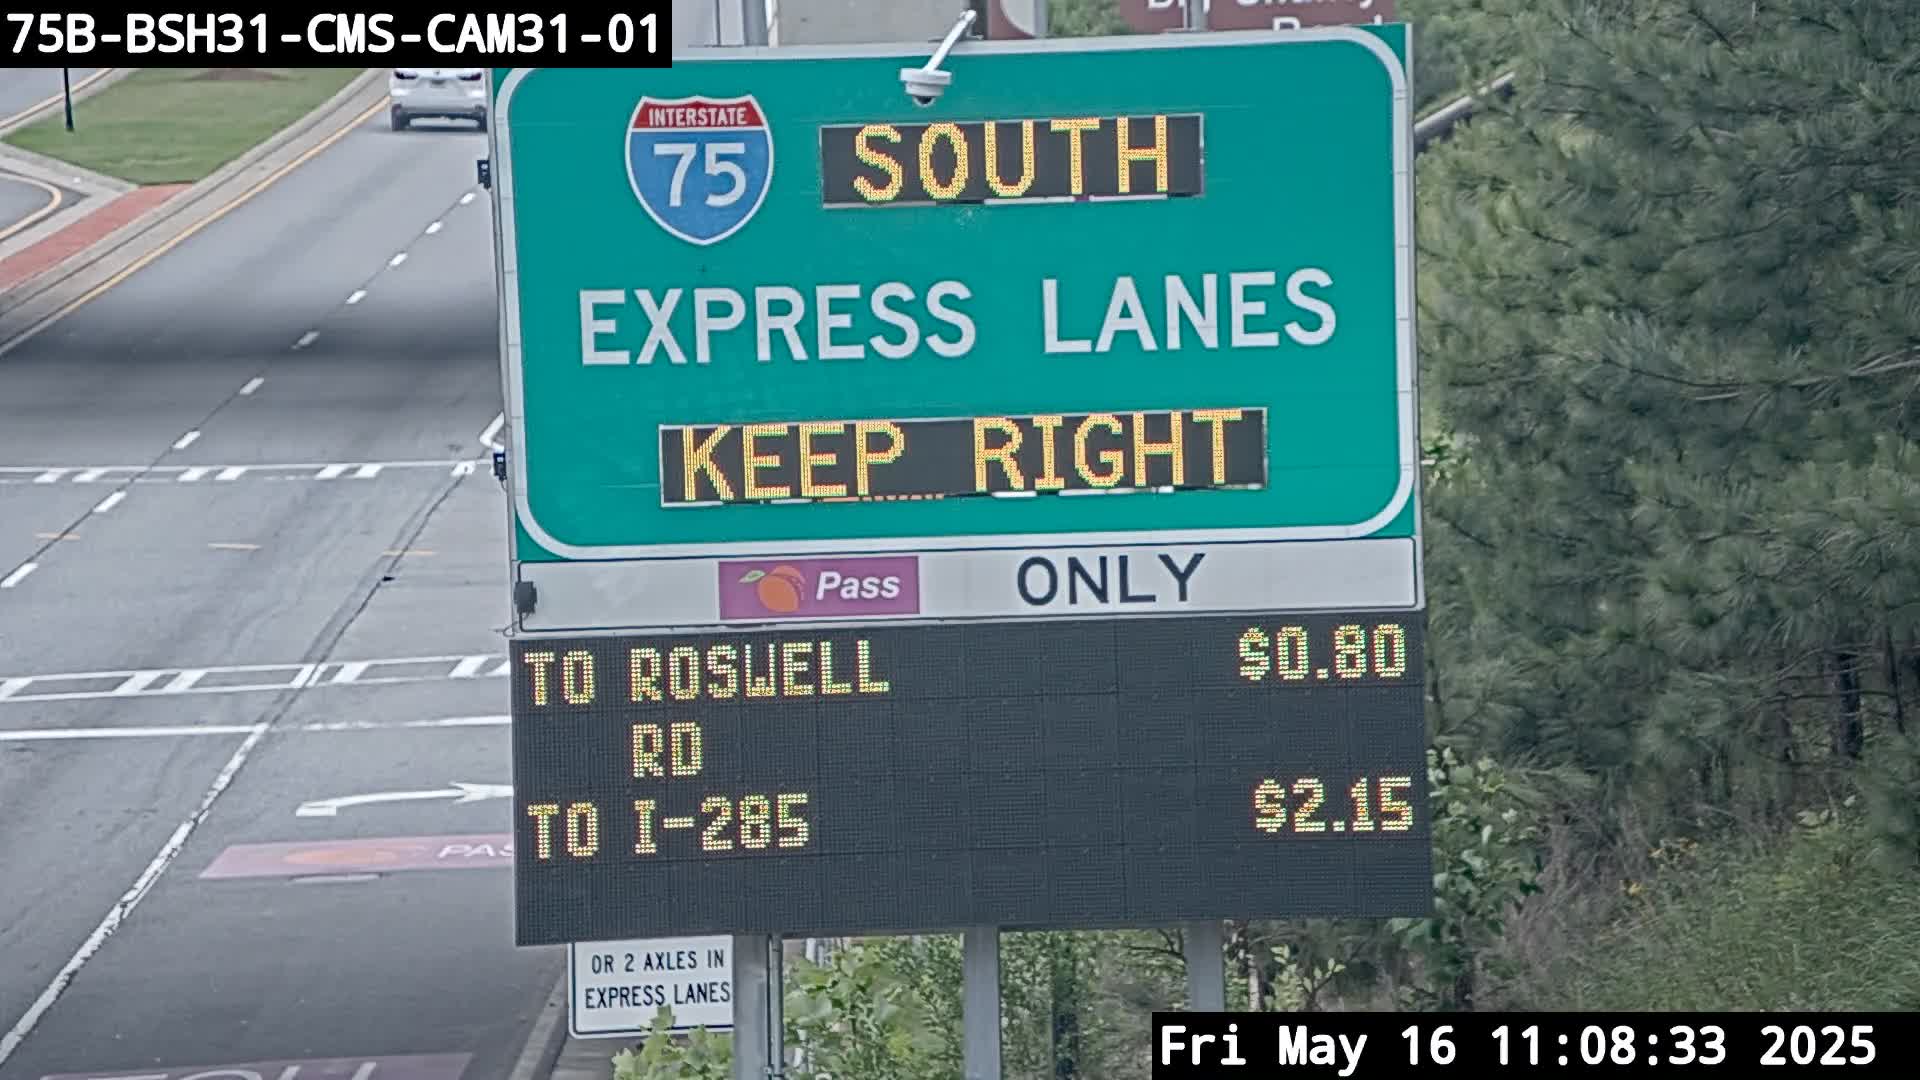 75B-BSH31-CMS-CAM31-01
INTERSTATE
75
SOUTH
EXPRESS LANES
KEEP RIGHT
Pass ONLY
TO ROSWELL $0.80
RD
TO I-285 $2.15
OR 2 AXLES IN
EXPRESS LANES
Fri May 16 11:08:33 2025